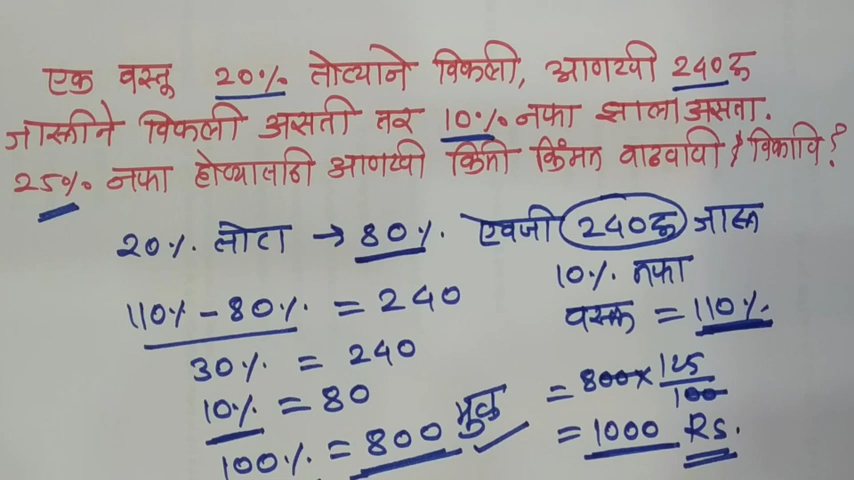 एक वस्तू 20% तोट्याने विकली, आणखी 240रू
जास्तीने विकली असती तर 10% नफा झाला असता.
25% नफा होण्यासाठी आणखी किती किंमत वाढवावी / विकावि?
20% तोटा → 80% एवजी 240रू जास्त
10% नफा
110% - 80% = 240
वस्तू = 110%
30% = 240
10% = 80
= 800 x 125/100
100% = 800 मुळ
= 1000 Rs.